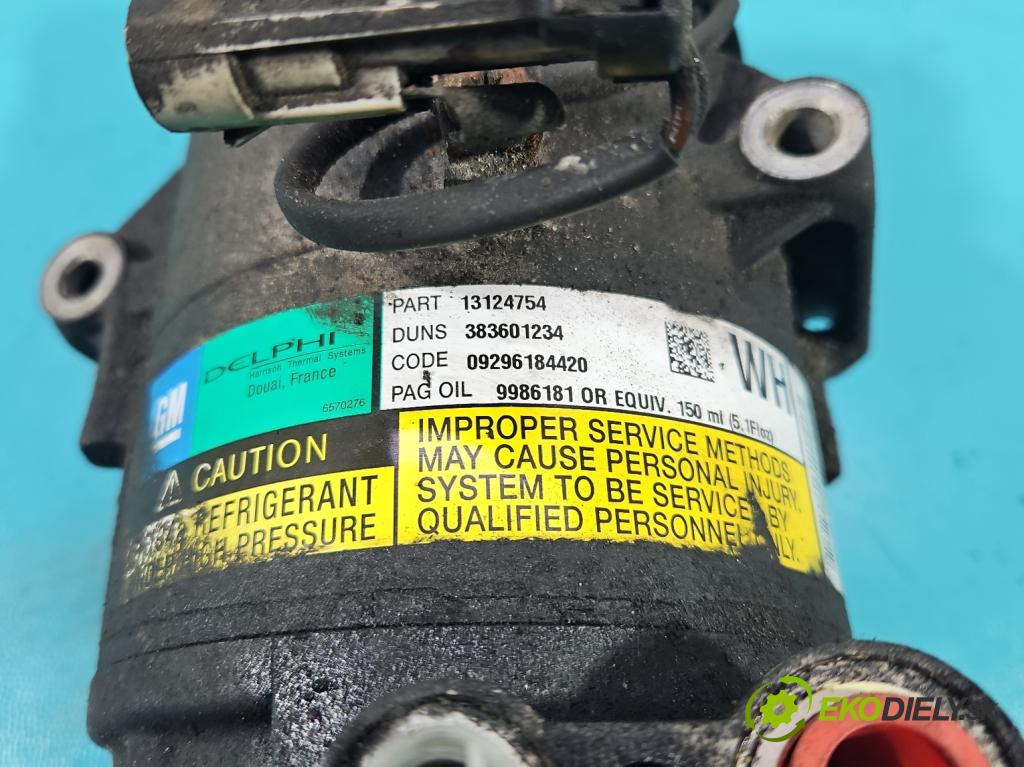 PART 13124754
DUNS 383601234
CODE 09296184420
PAG OIL 9986181 OR EQUIV. 150 ml (5.1Floz)
WH
GM
DELPHI
Harrison Thermal Systems
Douai, France
6570276
CAUTION
REFRIGERANT
HIGH PRESSURE
IMPROPER SERVICE METHODS
MAY CAUSE PERSONAL INJURY.
SYSTEM TO BE SERVICED BY
QUALIFIED PERSONNEL ONLY.
EKODIELY